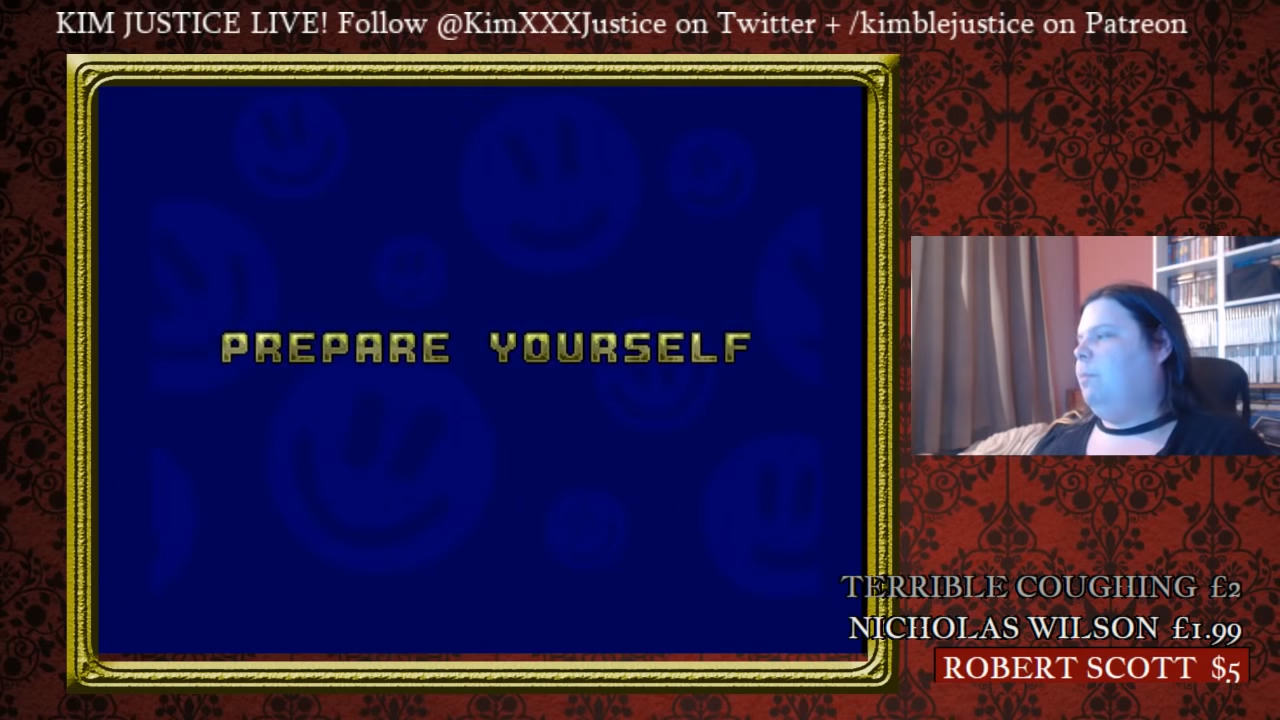 KIM JUSTICE LIVE! Follow @KimXXXJustice on Twitter + /kimblejustice on Patreon
PREPARE YOURSELF
TERRIBLE COUGHING £2
NICHOLAS WILSON £1.99
ROBERT SCOTT $5